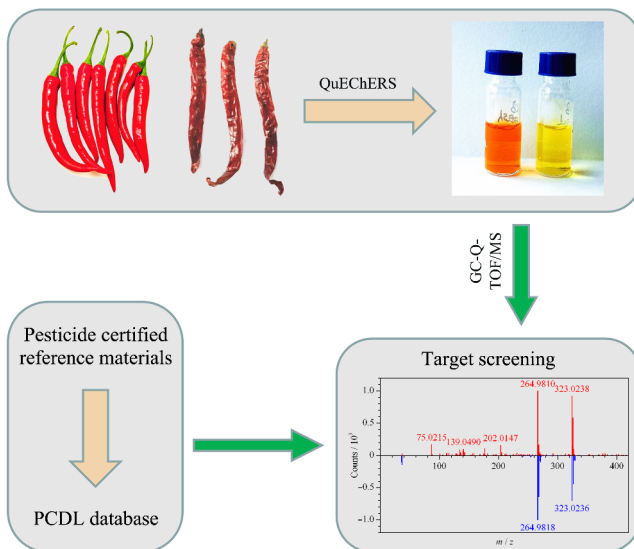 QuEChERS
GC-Q-
TOF/MS
Pesticide certified
reference materials
PCDL database
Target screening
264.9810
323.0238
75.0215
139.0490
202.0147
1.0
0.5
0
−0.5
−1.0
Counts / 10³
100
200
300
400
323.0236
264.9818
m / z